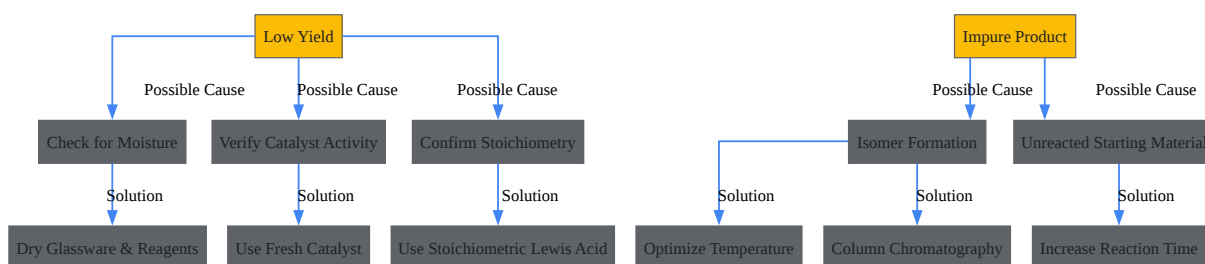 Low Yield
Impure Product
Possible Cause
Possible Cause
Possible Cause
Possible Cause
Possible Cause
Check for Moisture
Verify Catalyst Activity
Confirm Stoichiometry
Isomer Formation
Unreacted Starting Material
Solution
Solution
Solution
Solution
Solution
Solution
Dry Glassware & Reagents
Use Fresh Catalyst
Use Stoichiometric Lewis Acid
Optimize Temperature
Column Chromatography
Increase Reaction Time